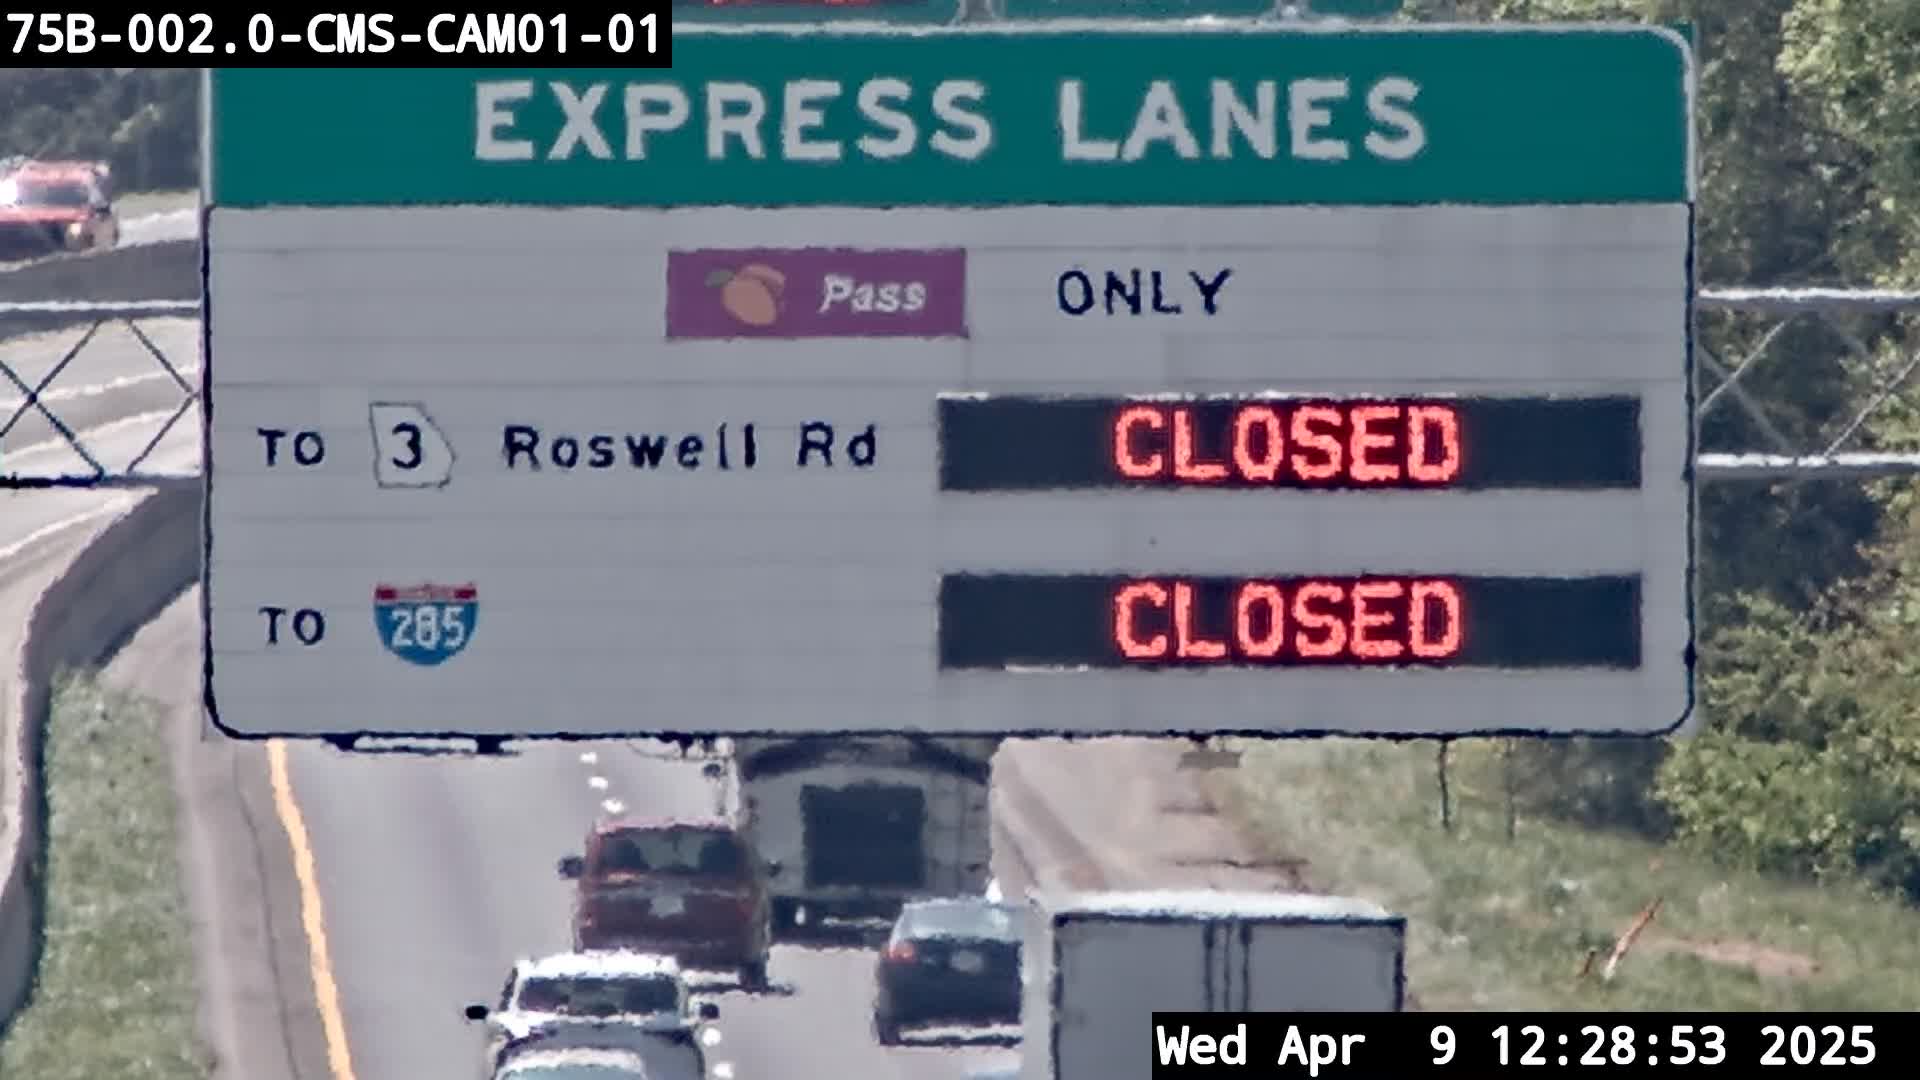 75B-002.0-CMS-CAM01-01
EXPRESS LANES
Pass ONLY
TO 3 Roswell Rd CLOSED
TO 285 CLOSED
Wed Apr 9 12:28:53 2025